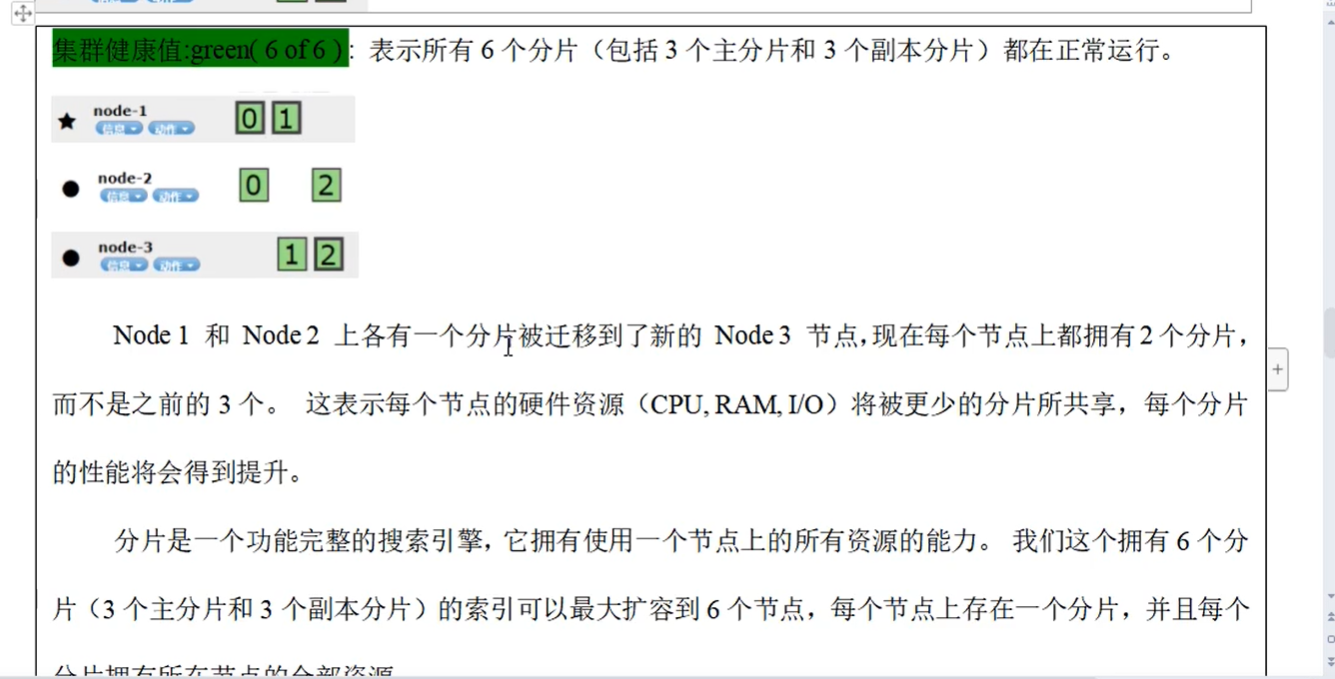 集群健康值:green( 6 of 6 ): 表示所有 6 个分片（包括 3 个主分片和 3 个副本分片）都在正常运行。
node-1 0 1
信息 动作
node-2 0 2
信息 动作
node-3 1 2
信息 动作
Node 1 和 Node 2 上各有一个分片被迁移到了新的 Node 3 节点,现在每个节点上都拥有 2 个分片，
而不是之前的 3 个。 这表示每个节点的硬件资源（CPU, RAM, I/O）将被更少的分片所共享，每个分片
的性能将会得到提升。
分片是一个功能完整的搜索引擎，它拥有使用一个节点上的所有资源的能力。 我们这个拥有 6 个分
片（3 个主分片和 3 个副本分片）的索引可以最大扩容到 6 个节点，每个节点上存在一个分片，并且每个
分片拥有所在节点的全部资源